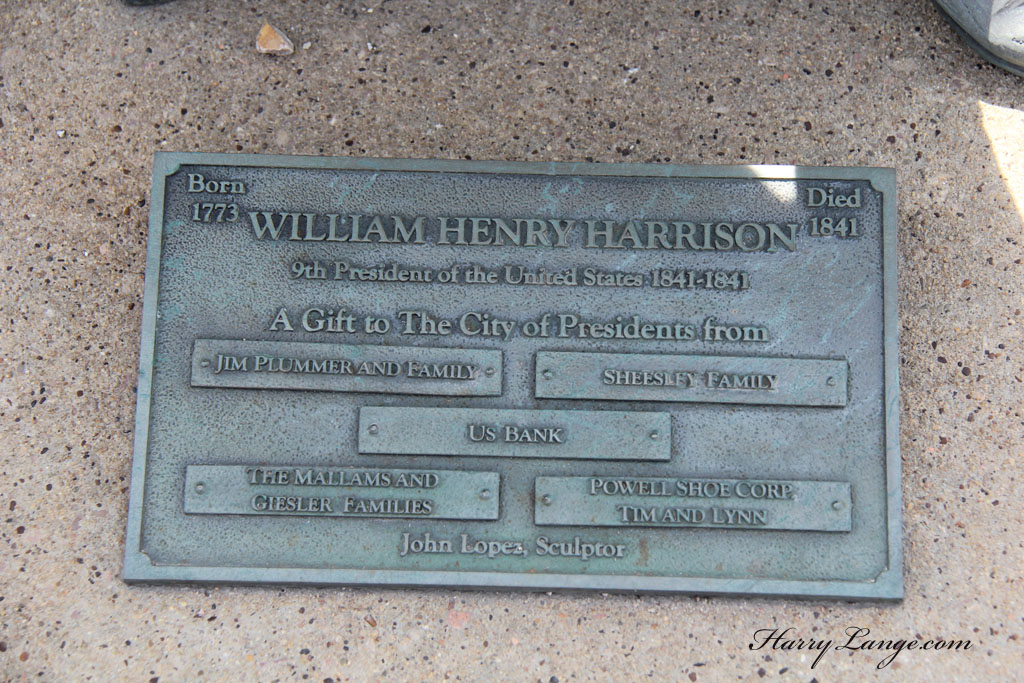 Born
1773
Died
1841
WILLIAM HENRY HARRISON
9th President of the United States 1841-1841
A Gift to The City of Presidents from
JIM PLUMMER AND FAMILY
SHEESLEY FAMILY
US BANK
THE MALLAMS AND
GIESLER FAMILIES
POWELL SHOE CORP.
TIM AND LYNN
John Lopez, Sculptor
Harry Lange.com